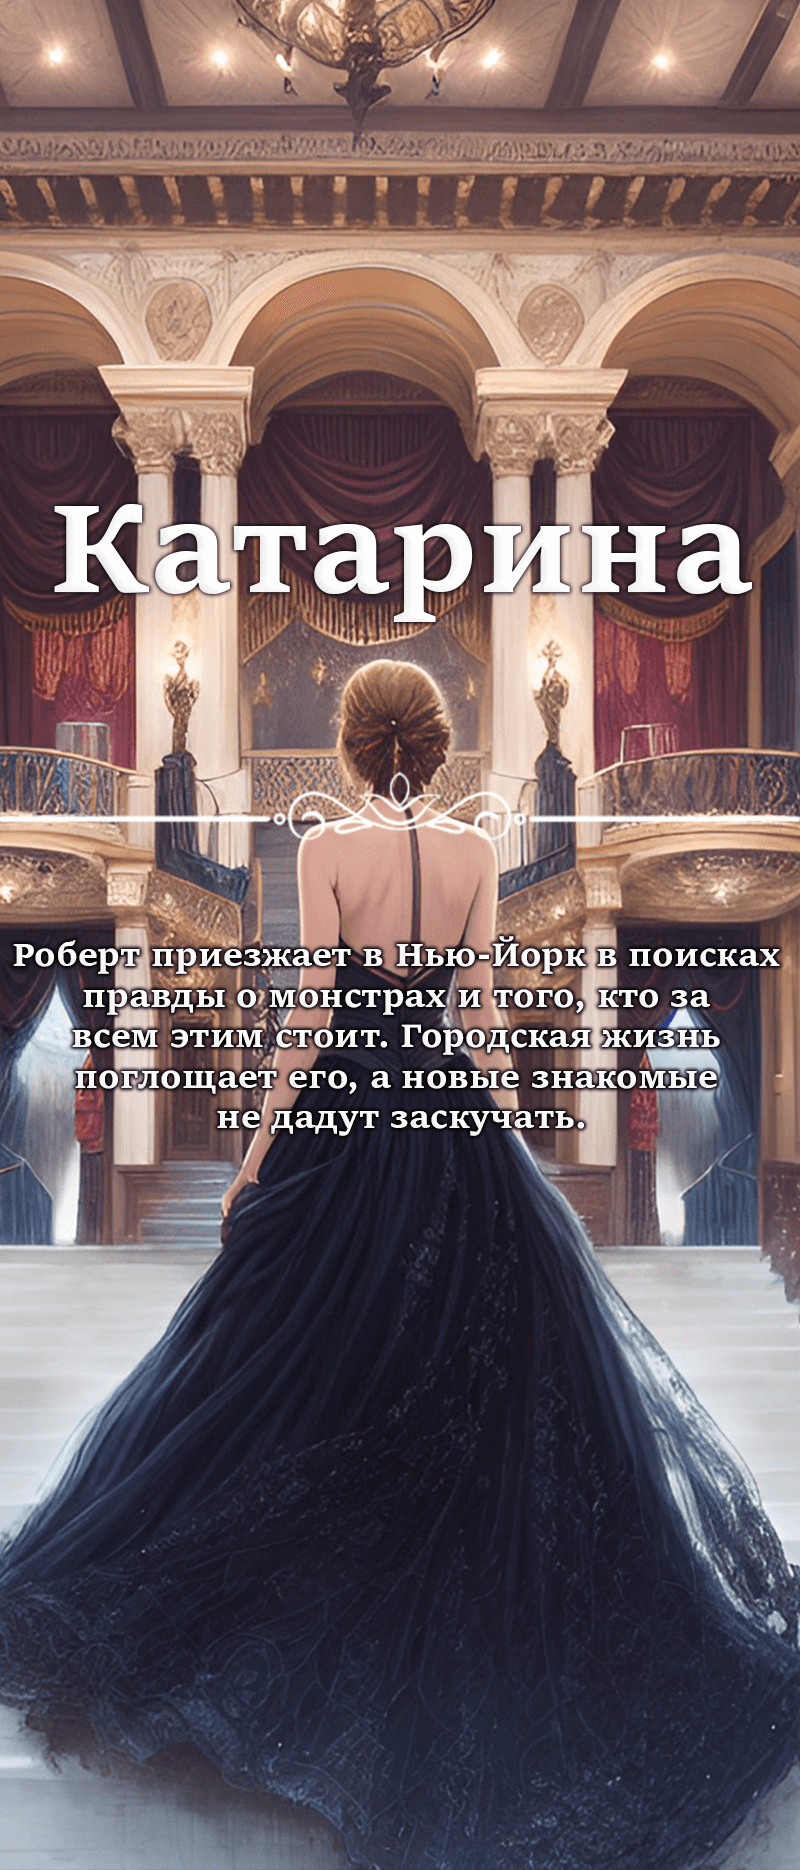 Катарина
Роберт приезжает в Нью-Йорк в поисках
правды о монстрах и того, кто за
всем этим стоит. Городская жизнь
поглощает его, а новые знакомые
не дадут заскучать.